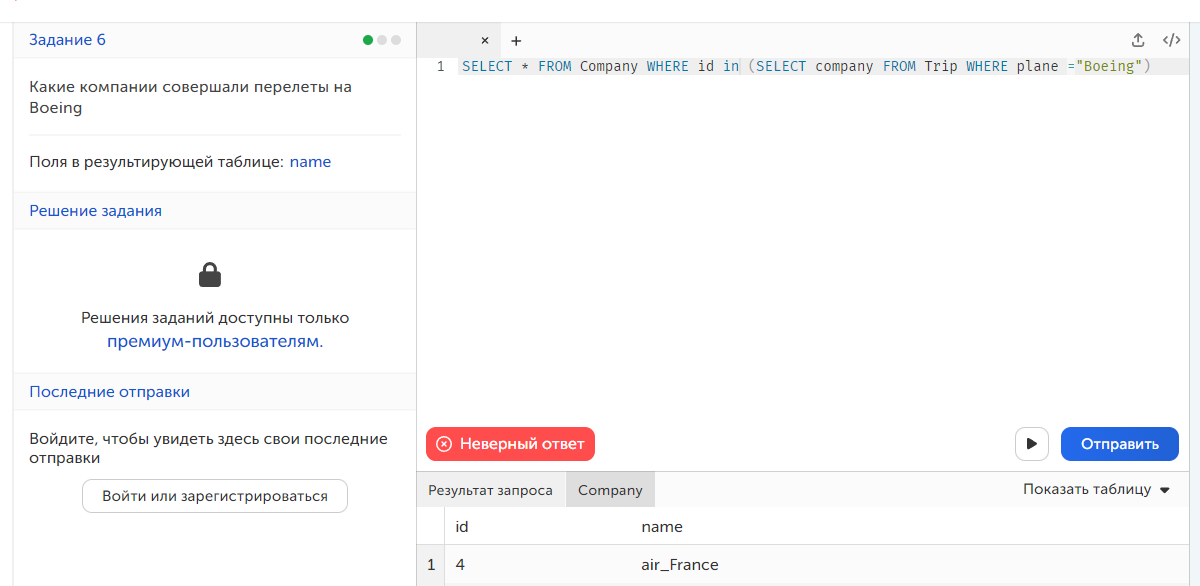 Задание 6
Какие компании совершали перелеты на
Boeing
Поля в результирующей таблице: name
Решение задания
Решения заданий доступны только
премиум-пользователям.
Последние отправки
Войдите, чтобы увидеть здесь свои последние
отправки
Войти или зарегистрироваться
× +
</>
1 SELECT * FROM Company WHERE id in (SELECT company FROM Trip WHERE plane ="Boeing")
Неверный ответ
Отправить
Результат запроса Company Показать таблицу
id name
1 4 air_France